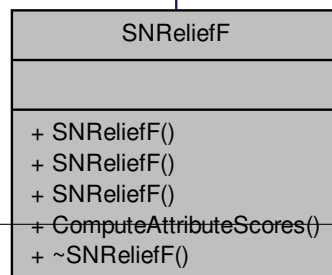 SNReliefF
+ SNReliefF()
+ SNReliefF()
+ SNReliefF()
+ ComputeAttributeScores()
+ ~SNReliefF()